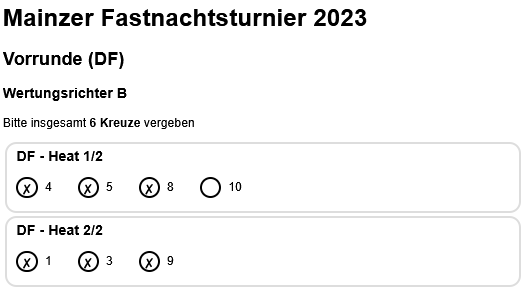 Mainzer Fastnachtsturnier 2023
Vorrunde (DF)
Wertungsrichter B
Bitte insgesamt 6 Kreuze vergeben
DF - Heat 1/2
X 4 X 5 X 8 10
DF - Heat 2/2
X 1 X 3 X 9